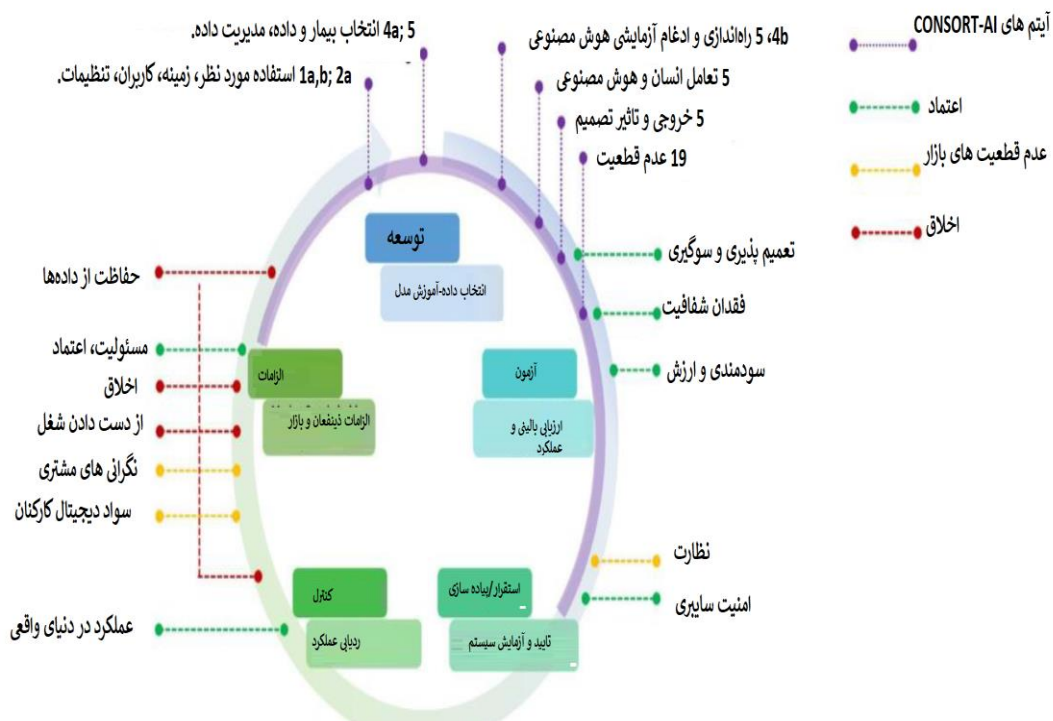 آیتم های CONSORT-AI
اعتماد
عدم قطعیت های بازار
اخلاق
4b، 5 راه‌اندازی و ادغام آزمایشی هوش مصنوعی
4a; 5 انتخاب بیمار و داده، مدیریت داده.
1a,b; 2a استفاده مورد نظر، زمینه، کاربران، تنظیمات.
5 تعامل انسان و هوش مصنوعی
5 خروجی و تاثیر تصمیم
19 عدم قطعیت
تعمیم پذیری و سوگیری
فقدان شفافیت
سودمندی و ارزش
نظارت
امنیت سایبری
توسعه
انتخاب داده-آموزش مدل
آزمون
ارزیابی بالینی و
عملکرد
استقرار/پیاده سازی
تایید و آزمایش سیستم
کنترل
ردیابی عملکرد
الزامات
الزامات ذینفعان و بازار
حفاظت از داده‌ها
مسئولیت، اعتماد
اخلاق
از دست دادن شغل
نگرانی های مشتری
سواد دیجیتال کارکنان
عملکرد در دنیای واقعی